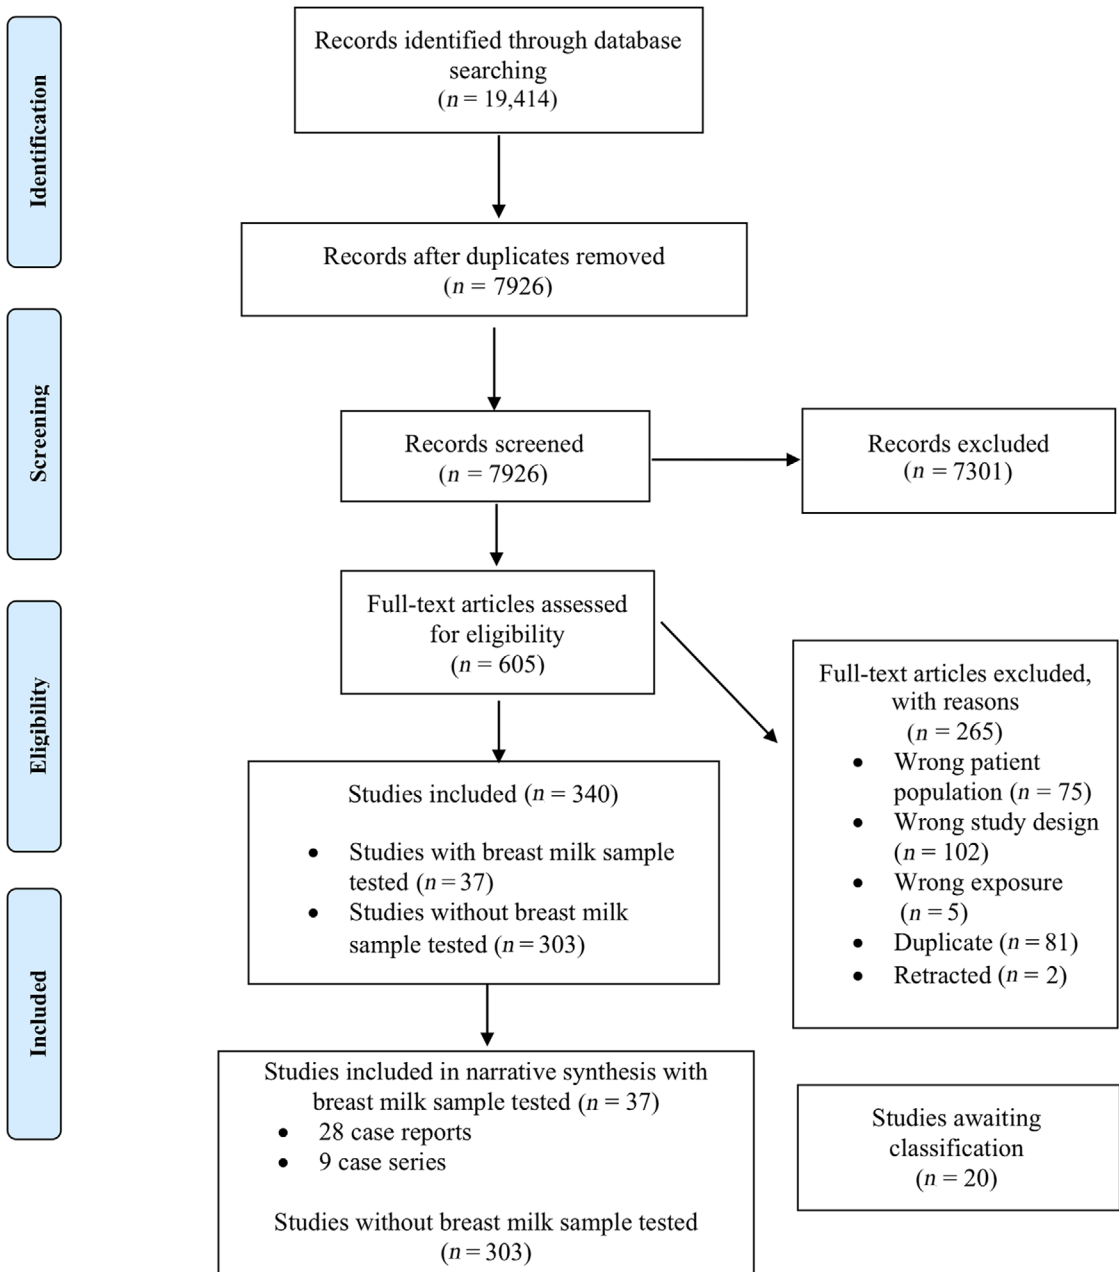 Identification
Records identified through database
searching
(n = 19,414)
Records after duplicates removed
(n = 7926)
Screening
Records screened
(n = 7926)
Records excluded
(n = 7301)
Eligibility
Full-text articles assessed
for eligibility
(n = 605)
Full-text articles excluded,
with reasons
(n = 265)
• Wrong patient
population (n = 75)
• Wrong study design
(n = 102)
• Wrong exposure
(n = 5)
• Duplicate (n = 81)
• Retracted (n = 2)
Studies included (n = 340)
• Studies with breast milk sample
tested (n = 37)
• Studies without breast milk
sample tested (n = 303)
Included
Studies included in narrative synthesis with
breast milk sample tested (n = 37)
• 28 case reports
• 9 case series
Studies without breast milk sample tested
(n = 303)
Studies awaiting
classification
(n = 20)